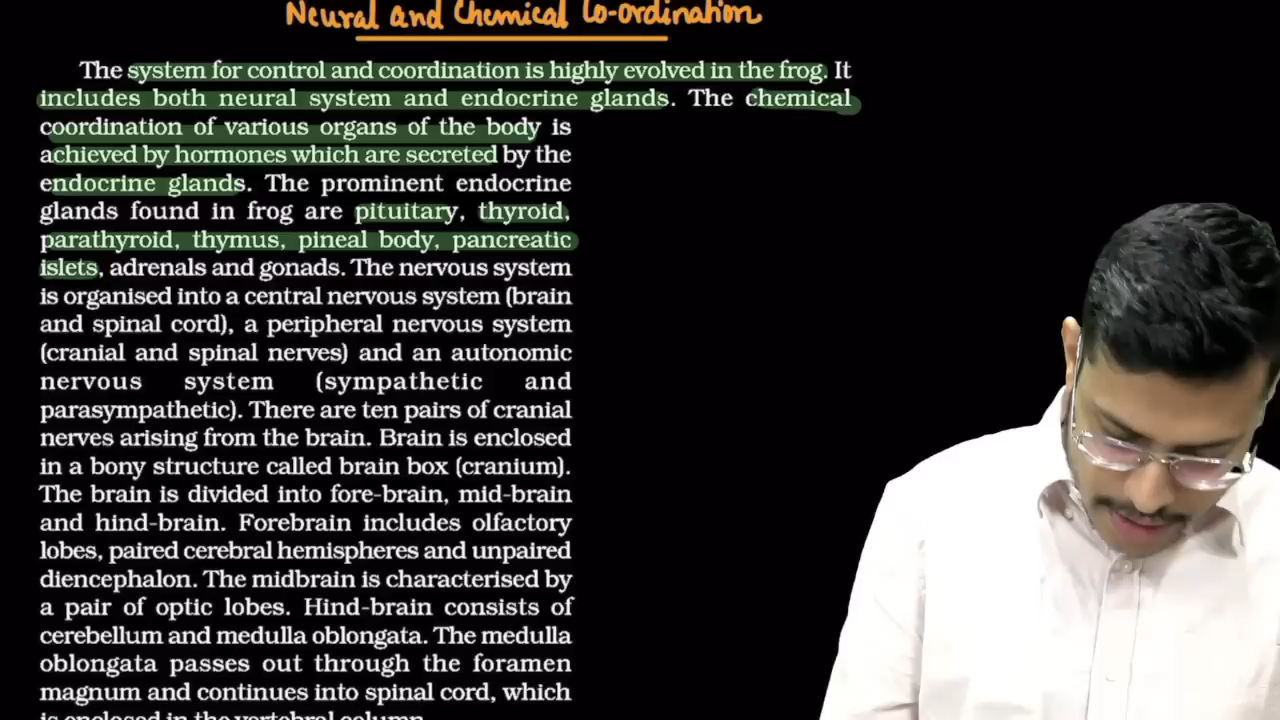 Neural and Chemical Co-ordination
The system for control and coordination is highly evolved in the frog. It
includes both neural system and endocrine glands. The chemical
coordination of various organs of the body is
achieved by hormones which are secreted by the
endocrine glands. The prominent endocrine
glands found in frog are pituitary, thyroid,
parathyroid, thymus, pineal body, pancreatic
islets, adrenals and gonads. The nervous system
is organised into a central nervous system (brain
and spinal cord), a peripheral nervous system
(cranial and spinal nerves) and an autonomic
nervous system (sympathetic and
parasympathetic). There are ten pairs of cranial
nerves arising from the brain. Brain is enclosed
in a bony structure called brain box (cranium).
The brain is divided into fore-brain, mid-brain
and hind-brain. Forebrain includes olfactory
lobes, paired cerebral hemispheres and unpaired
diencephalon. The midbrain is characterised by
a pair of optic lobes. Hind-brain consists of
cerebellum and medulla oblongata. The medulla
oblongata passes out through the foramen
magnum and continues into spinal cord, which
is enclosed in the vertebral column.